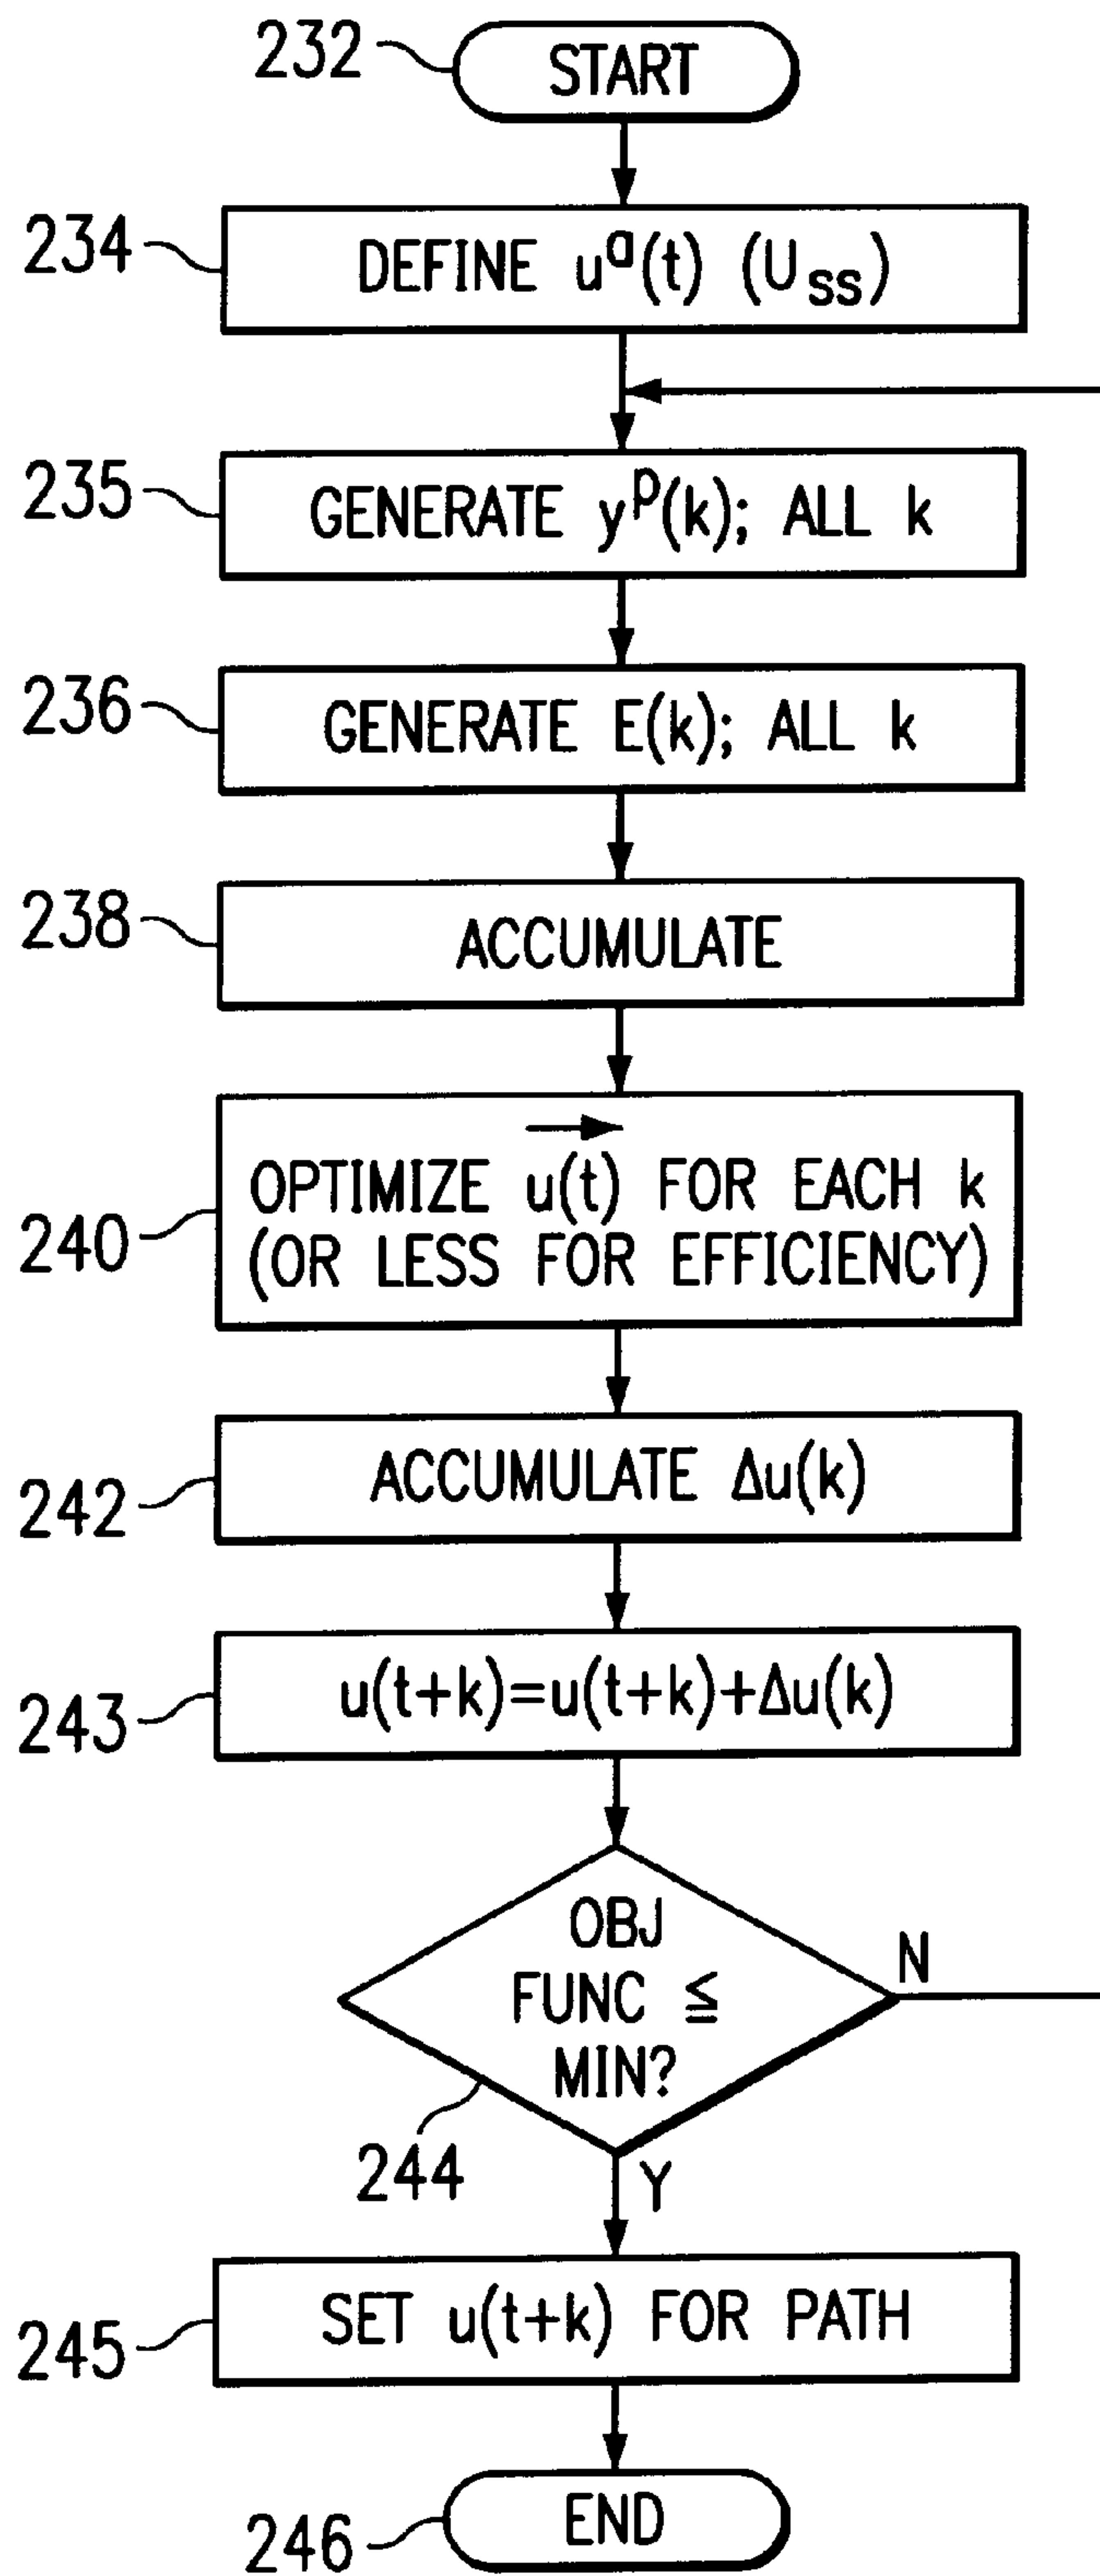 232
START
234
DEFINE u^a(t) (U_ss)
235
GENERATE y^p(k); ALL k
236
GENERATE E(k); ALL k
238
ACCUMULATE
240
OPTIMIZE u(t) FOR EACH k
(OR LESS FOR EFFICIENCY)
242
ACCUMULATE Δu(k)
243
u(t+k)=u(t+k)+Δu(k)
OBJ
FUNC ≦
MIN?
N
244
Y
245
SET u(t+k) FOR PATH
246
END